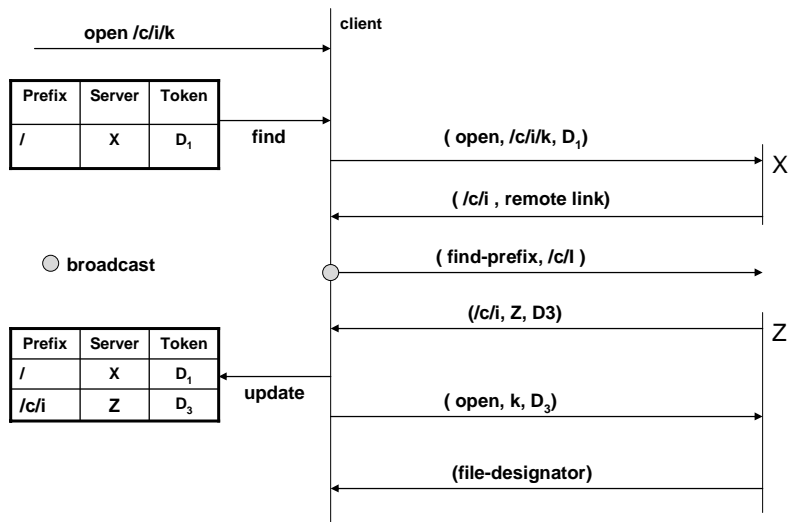 open /c/i/k
client
Prefix Server Token
/ X D₁
find
( open, /c/i/k, D₁)
X
( /c/i , remote link)
broadcast
( find-prefix, /c/I )
(/c/i, Z, D3)
Z
Prefix Server Token
/ X D₁
/c/i Z D₃
update
( open, k, D₃)
(file-designator)